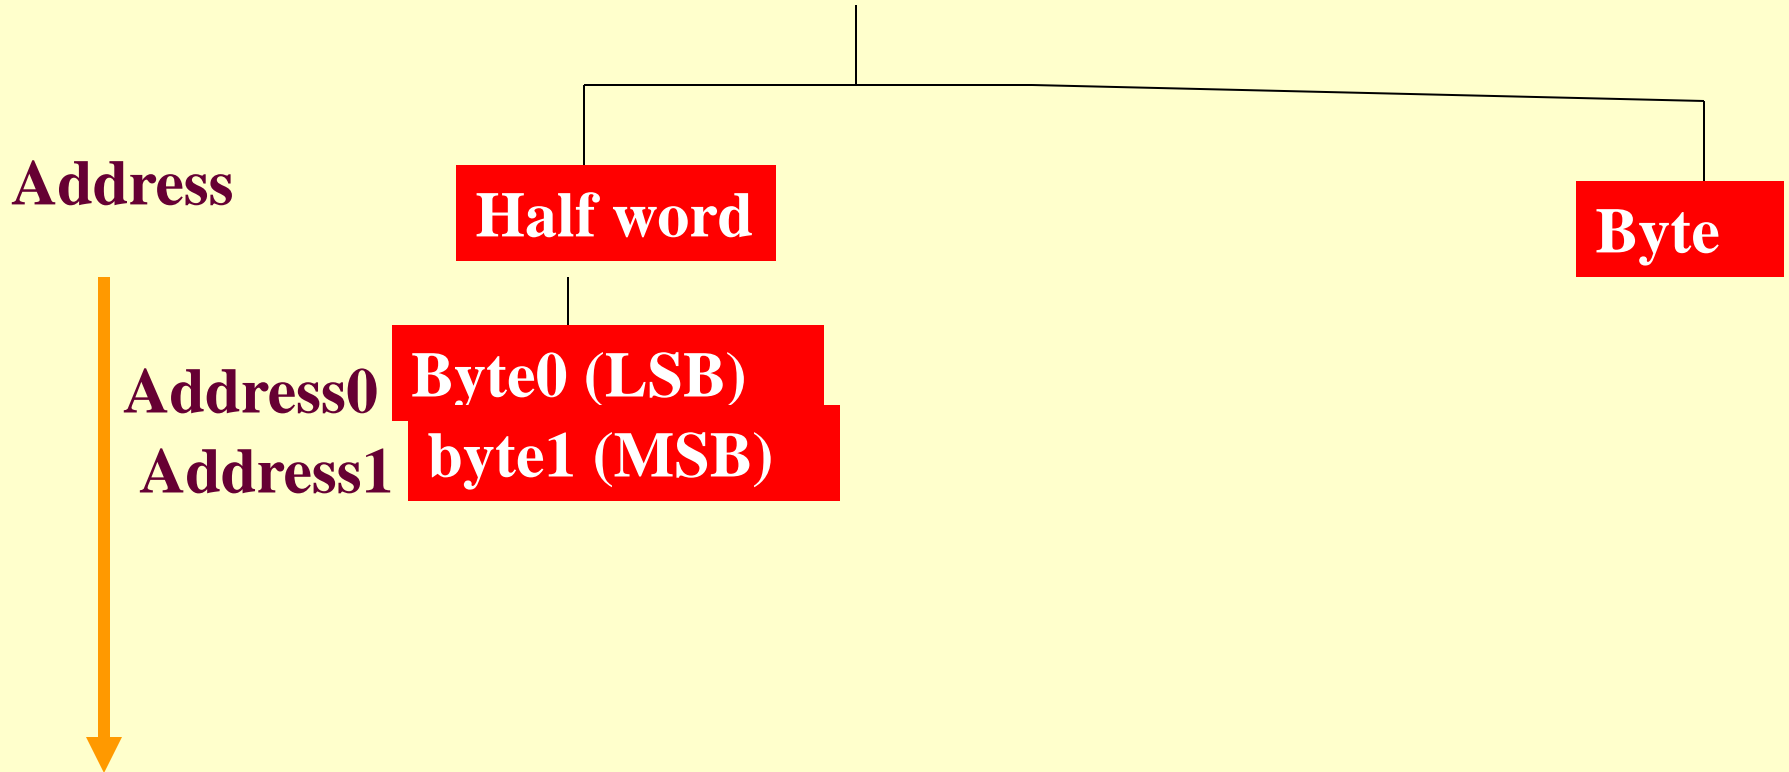 Address
Half word
Byte
Address0
Byte0 (LSB)
Address1
byte1 (MSB)